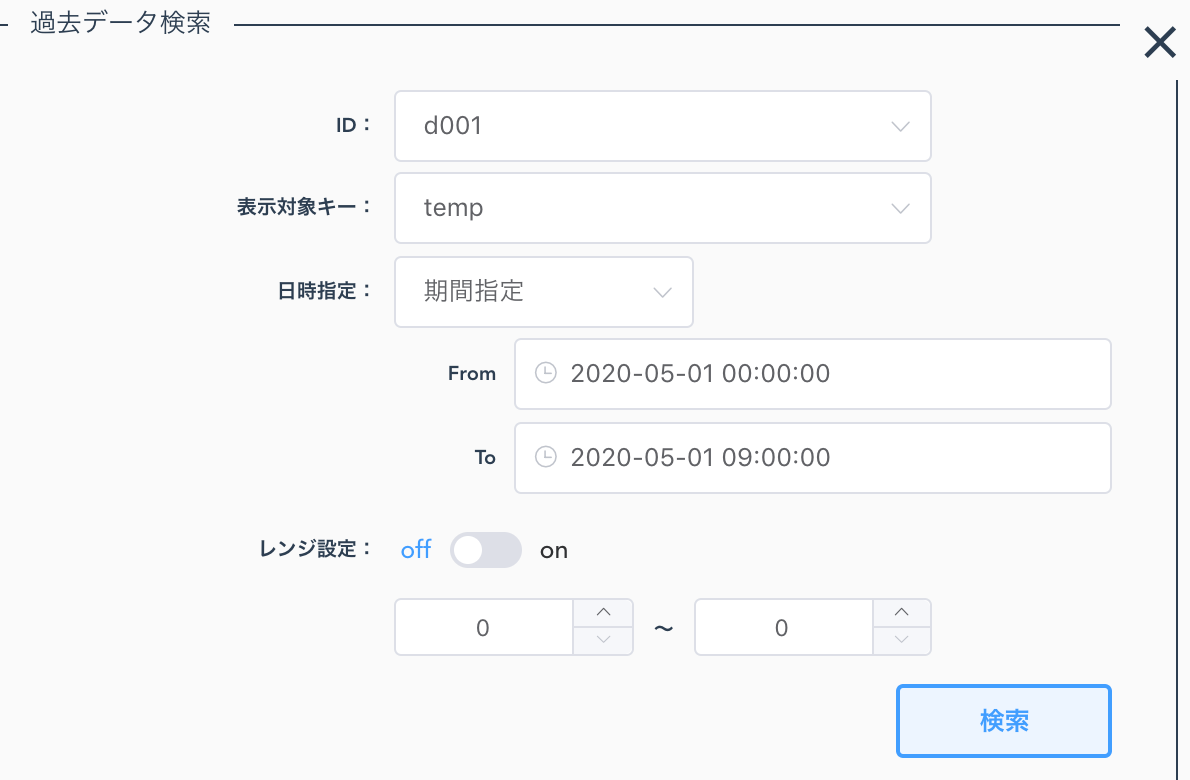 過去データ検索
ID： d001
表示対象キー： temp
日時指定： 期間指定
From 2020-05-01 00:00:00
To 2020-05-01 09:00:00
レンジ設定： off on
0 ～ 0
検索